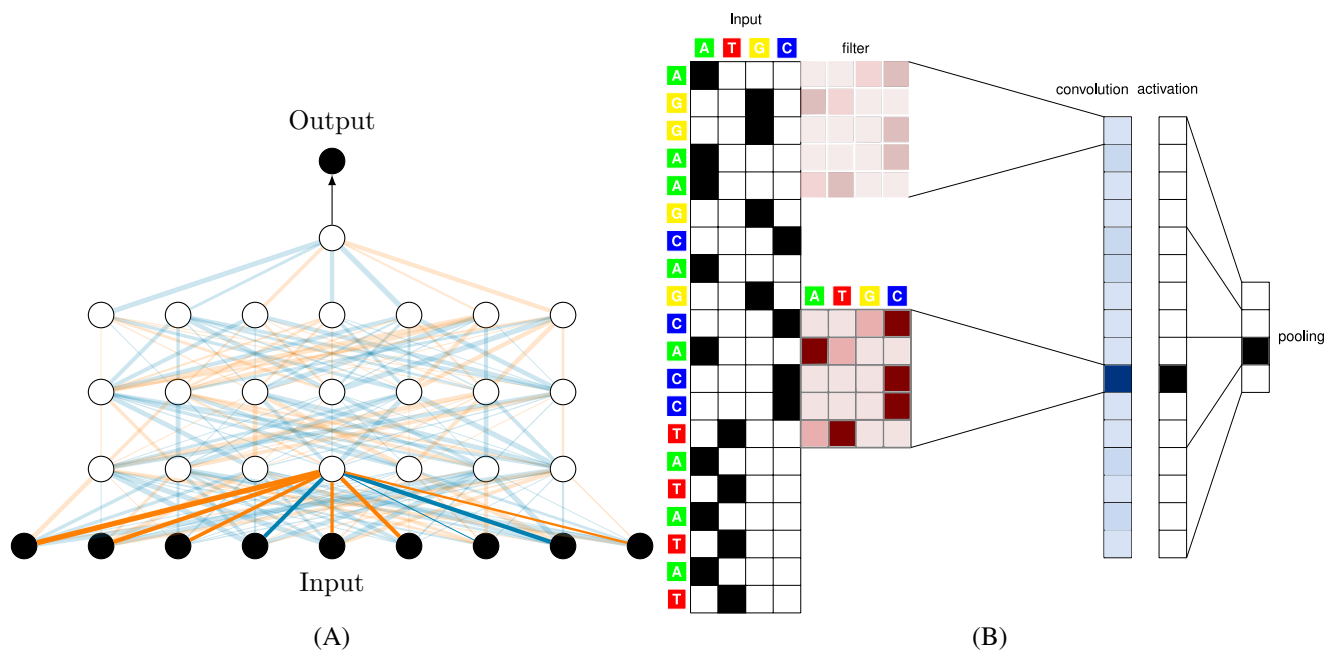 Output
Input
(A)
Input
A T G C
filter
A
G
G
A
A
G
C
A
G
C
A
C
C
T
A
T
A
T
A
T
A T G C
convolution activation
pooling
(B)